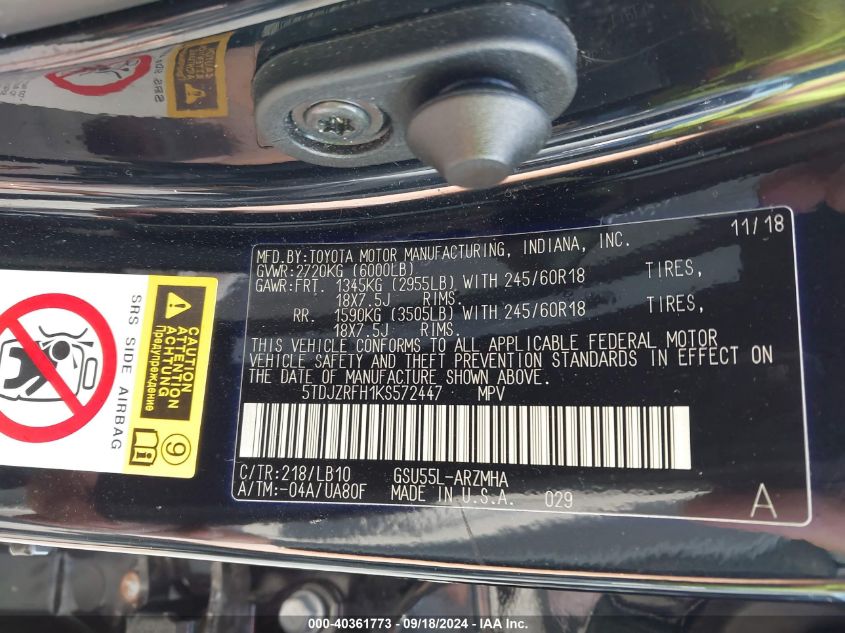 MFD.BY:TOYOTA MOTOR MANUFACTURING, INDIANA, INC. 11/18
GVWR:2720KG (6000LB)
GAWR:FRT. 1345KG (2955LB) WITH 245/60R18 TIRES,
18X7.5J RIMS.
RR. 1590KG (3505LB) WITH 245/60R18 TIRES,
18X7.5J RIMS.
THIS VEHICLE CONFORMS TO ALL APPLICABLE FEDERAL MOTOR
VEHICLE SAFETY AND THEFT PREVENTION STANDARDS IN EFFECT ON
THE DATE OF MANUFACTURE SHOWN ABOVE.
5TDJZRFH1KS572447 MPV
C/TR:218/LB10 GSU55L-ARZMHA
A/TM:-04A/UA80F MADE IN U.S.A. 029
A
SRS SIDE AIRBAG
CAUTION
ATTENTION
ACHTUNG
Предупреждение
9
000-40361773 - 09/18/2024 - IAA Inc.